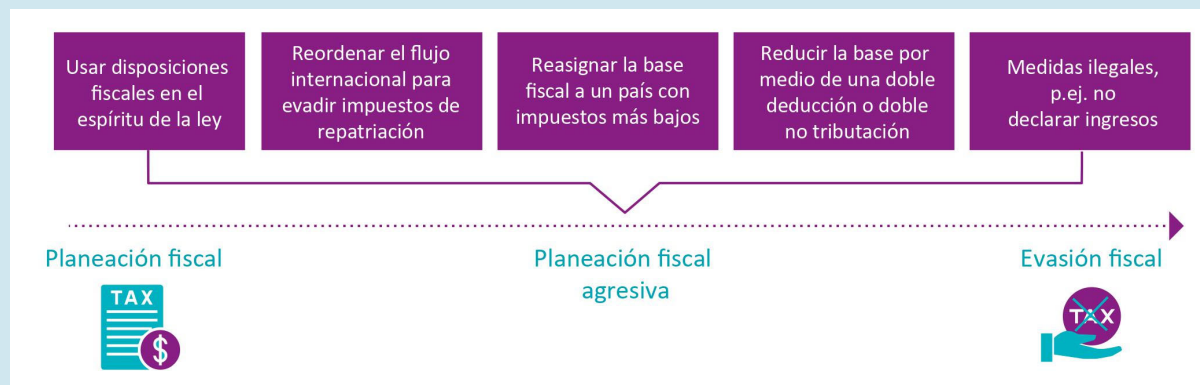 Usar disposiciones
fiscales en el
espíritu de la ley
Reordenar el flujo
internacional para
evadir impuestos de
repatriación
Reasignar la base
fiscal a un país con
impuestos más bajos
Reducir la base por
medio de una doble
deducción o doble
no tributación
Medidas ilegales,
p.ej. no
declarar ingresos
Planeación fiscal
Planeación fiscal
agresiva
Evasión fiscal
TAX
$
TAX